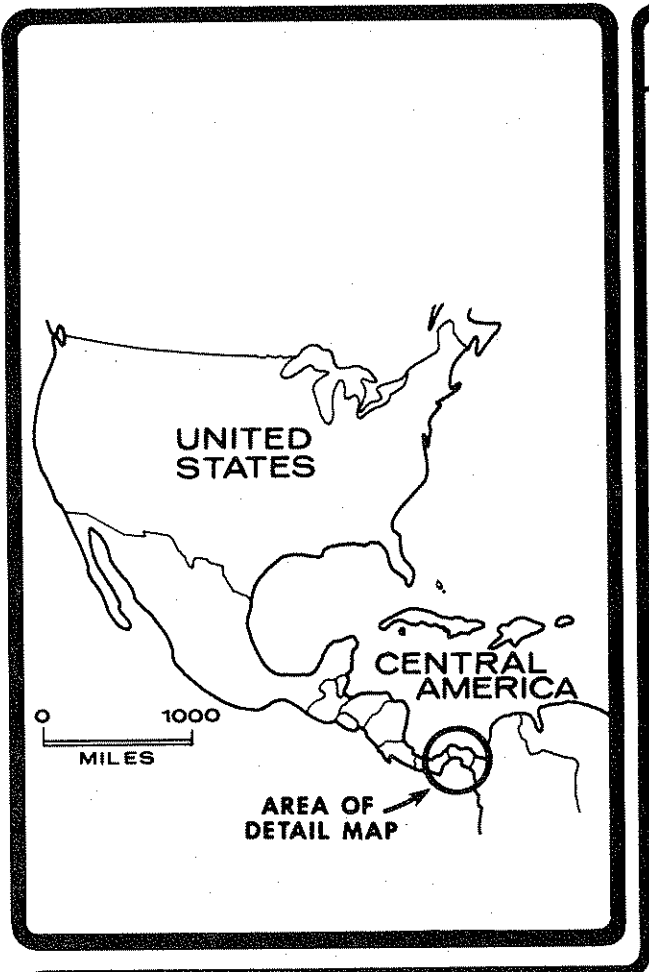 UNITED
STATES
CENTRAL
AMERICA
0 1000
MILES
AREA OF
DETAIL MAP